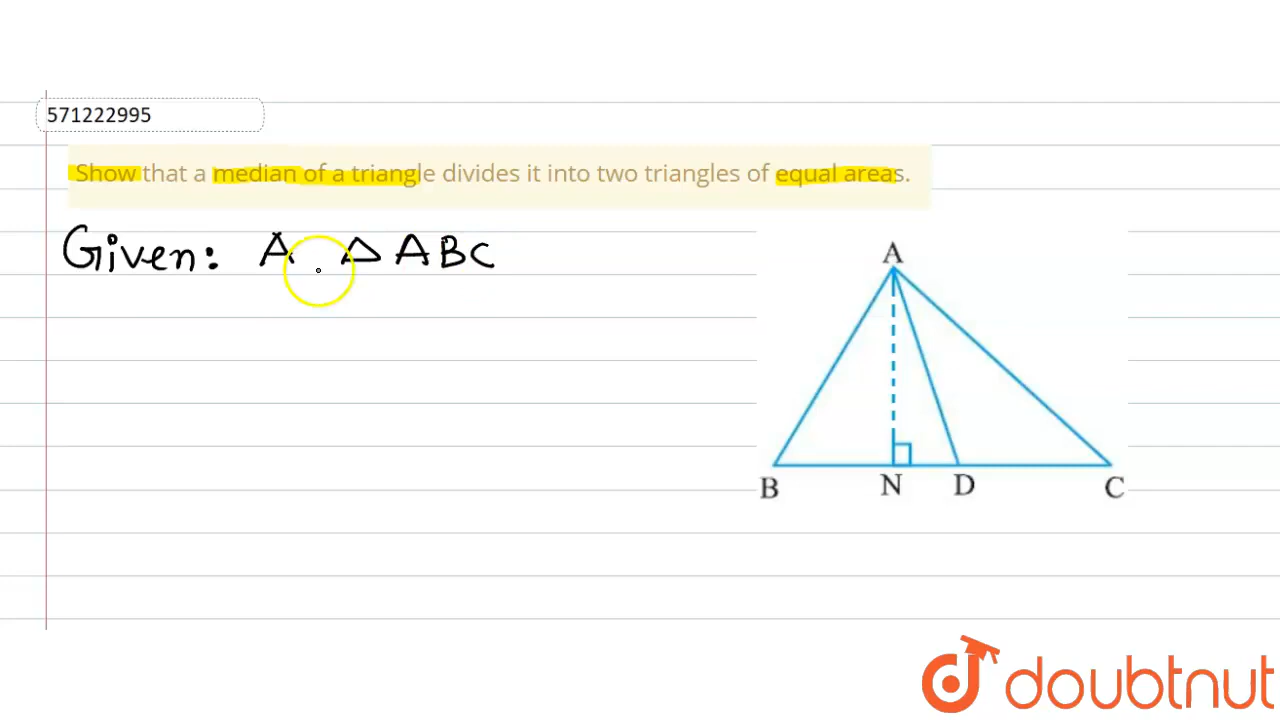 571222995
Show that a median of a triangle divides it into two triangles of equal areas.
Given: A Δ ABC
A
B N D C
doubtnut